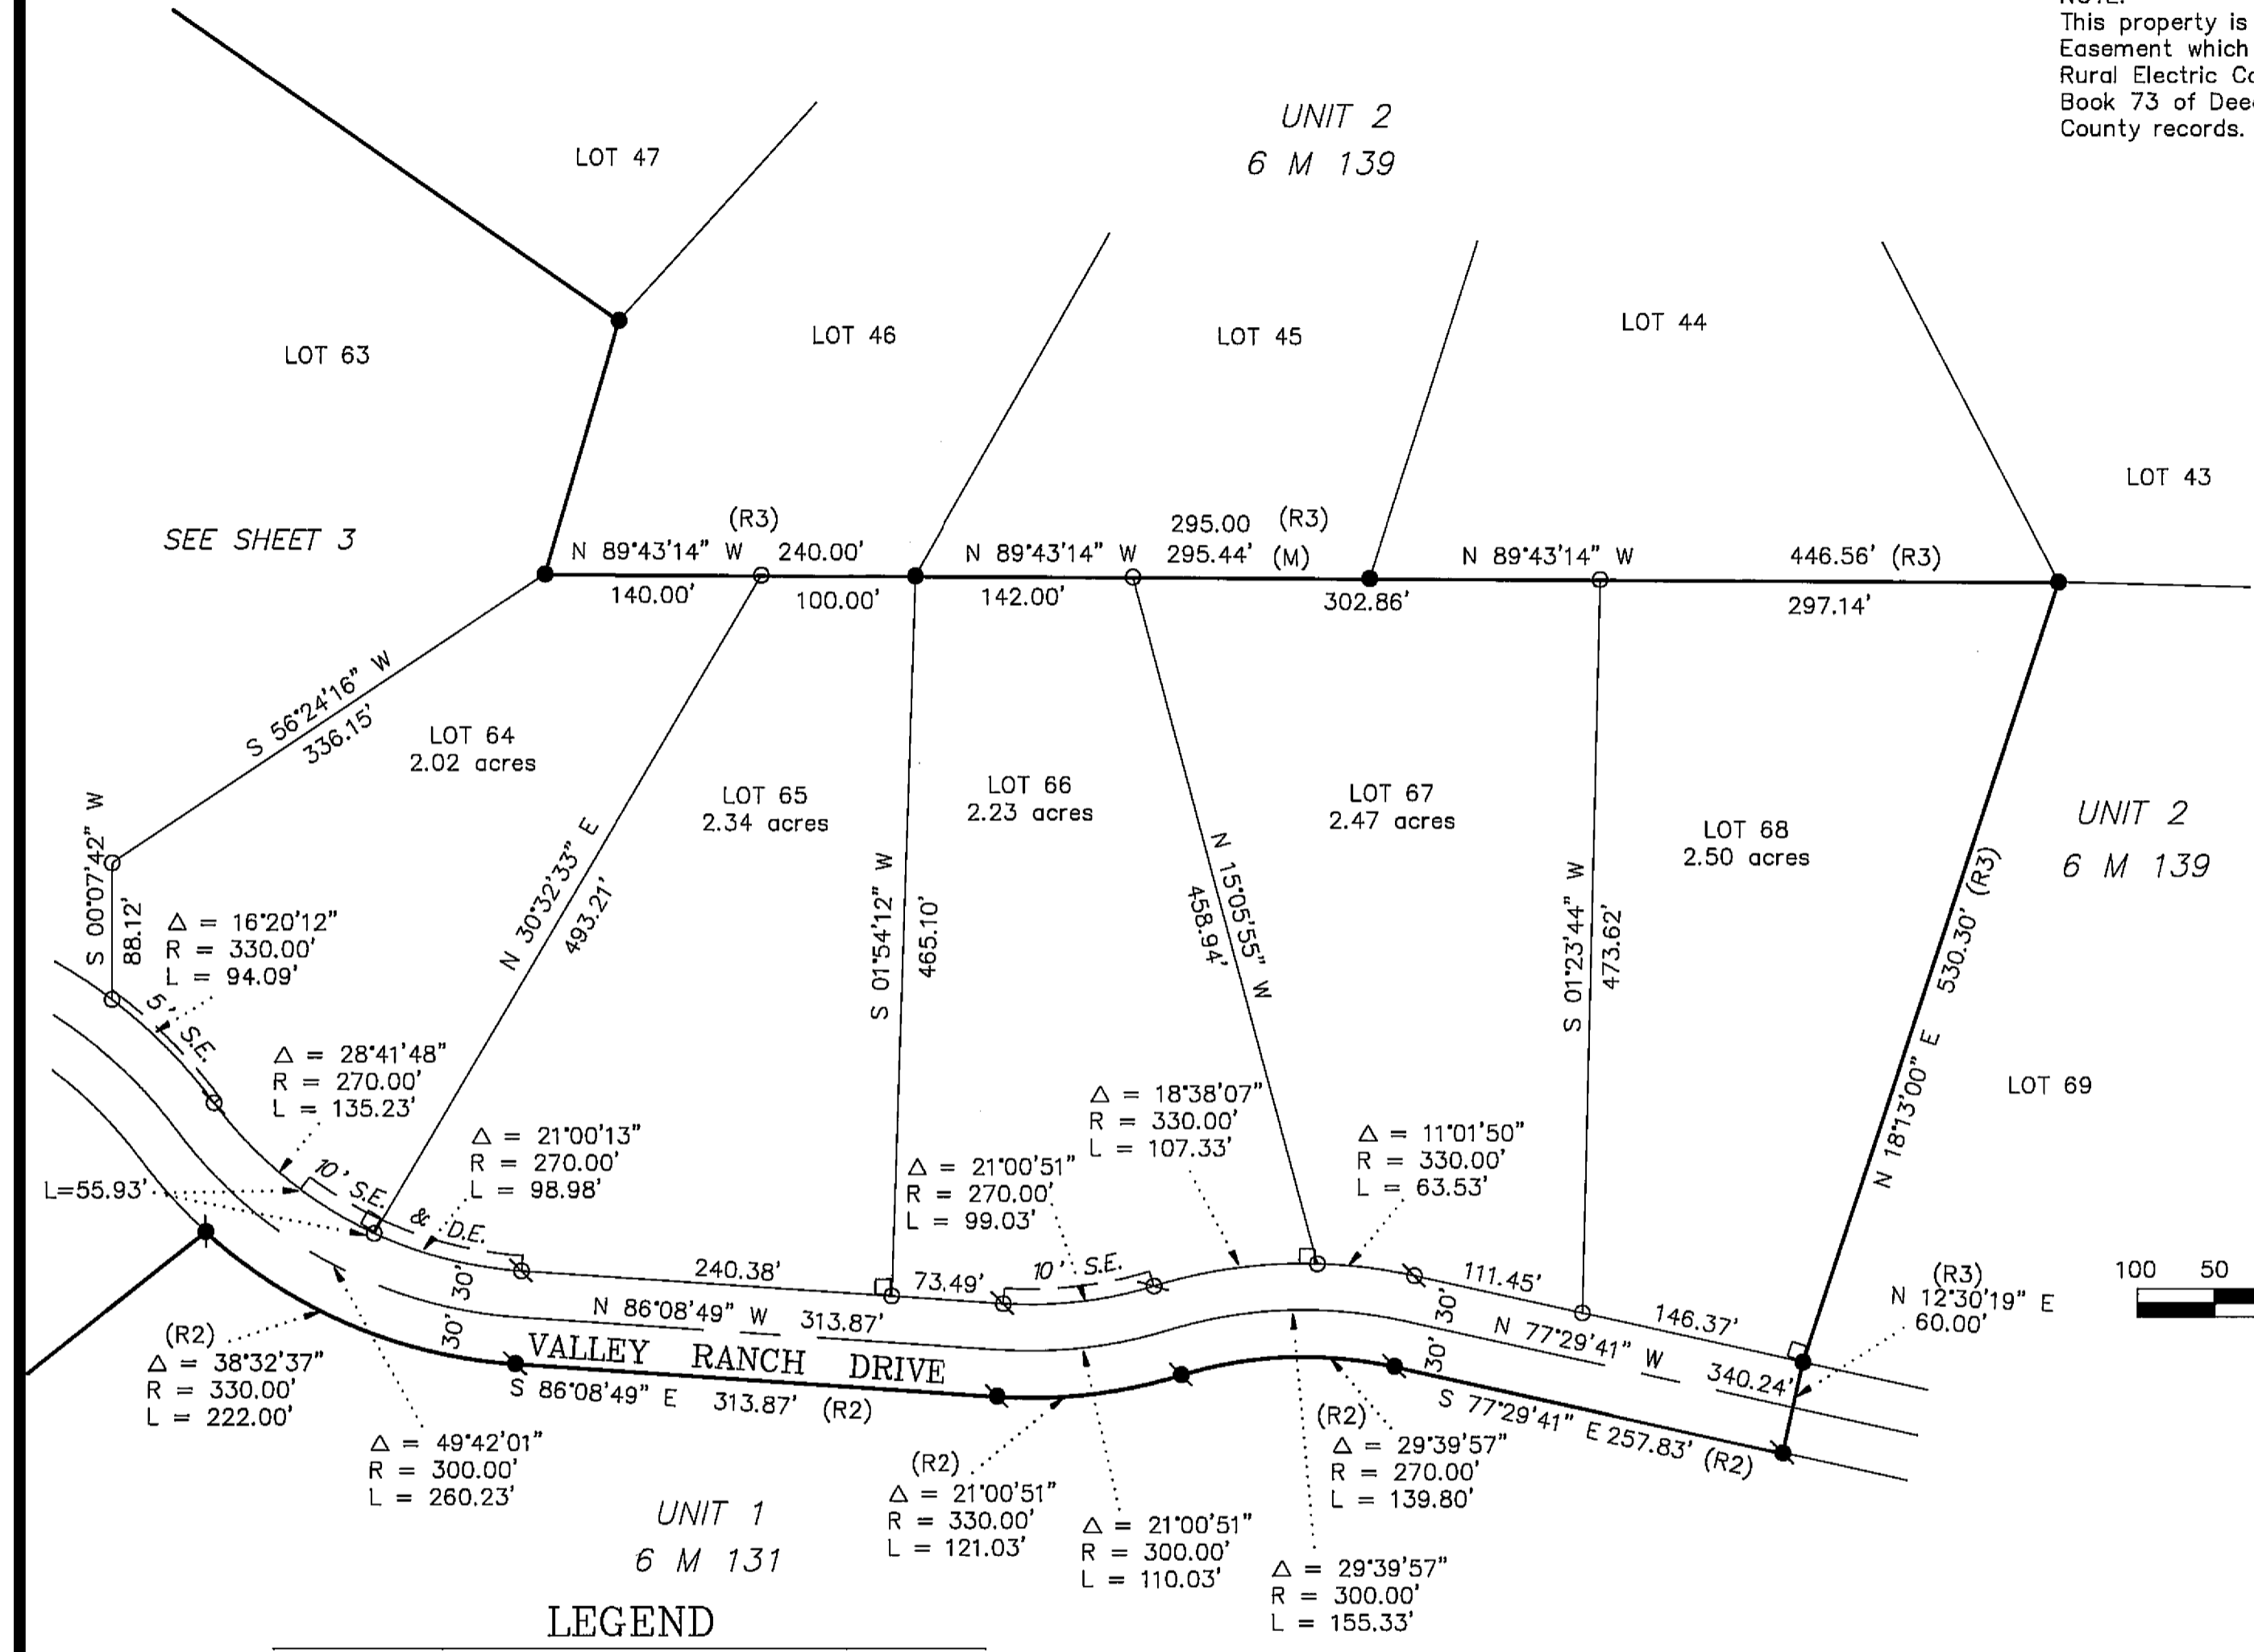 NOTE:
This property is
Easement which
Rural Electric Co
Book 73 of Dee
County records.
UNIT 2
6 M 139
LOT 47
LOT 46
LOT 45
LOT 44
LOT 63
LOT 43
SEE SHEET 3
(R3)
N 89°43'14" W 240.00'
140.00'
100.00'
295.00 (R3)
N 89°43'14" W 295.44' (M)
142.00'
N 89°43'14" W 446.56' (R3)
302.86'
297.14'
S 56°24'16" W
336.15'
LOT 64
2.02 acres
LOT 65
2.34 acres
LOT 66
2.23 acres
LOT 67
2.47 acres
LOT 68
2.50 acres
UNIT 2
6 M 139
LOT 69
S 00°07'42" W
88.12'
N 30°32'33" E
493.21'
S 01°54'12" W
465.10'
N 15°05'55" W
458.94'
S 01°23'44" W
473.62'
N 18°13'00" E 530.30' (R3)
Δ = 16°20'12"
R = 330.00'
L = 94.09'
5' S.E.
Δ = 28°41'48"
R = 270.00'
L = 135.23'
L=55.93'
10' S.E. & D.E.
Δ = 21°00'13"
R = 270.00'
L = 98.98'
Δ = 21°00'51"
R = 270.00'
L = 99.03'
Δ = 18°38'07"
R = 330.00'
L = 107.33'
Δ = 11°01'50"
R = 330.00'
L = 63.53'
240.38'
73.49'
10' S.E.
111.45'
146.37'
30'
30'
30'
30'
N 86°08'49" W 313.87'
VALLEY RANCH DRIVE
S 86°08'49" E 313.87' (R2)
N 77°29'41" W 340.24'
S 77°29'41" E 257.83' (R2)
(R3)
N 12°30'19" E
60.00'
100 50
(R2)
Δ = 38°32'37"
R = 330.00'
L = 222.00'
Δ = 49°42'01"
R = 300.00'
L = 260.23'
(R2)
Δ = 21°00'51"
R = 330.00'
L = 121.03'
Δ = 21°00'51"
R = 300.00'
L = 110.03'
(R2)
Δ = 29°39'57"
R = 270.00'
L = 139.80'
Δ = 29°39'57"
R = 300.00'
L = 155.33'
UNIT 1
6 M 131
LEGEND